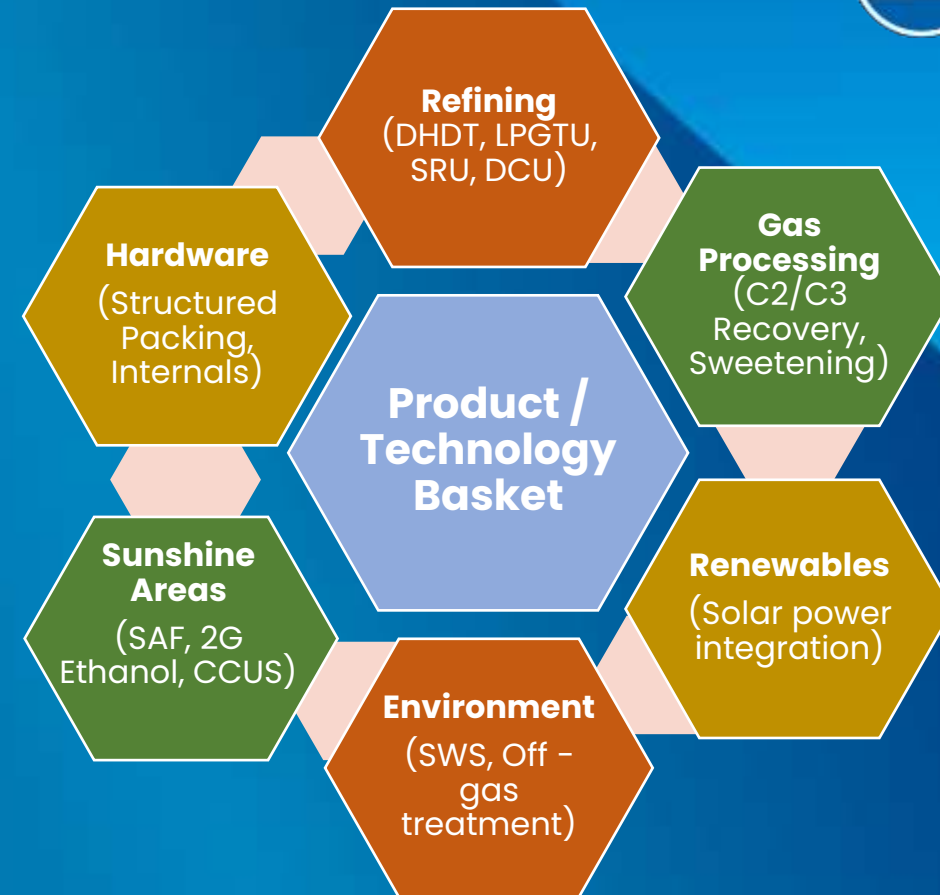 Refining
(DHDT, LPGTU,
SRU, DCU)
Gas
Processing
(C2/C3
Recovery,
Sweetening)
Hardware
(Structured
Packing,
Internals)
Product /
Technology
Basket
Renewables
(Solar power
integration)
Sunshine
Areas
(SAF, 2G
Ethanol, CCUS)
Environment
(SWS, Off -
gas
treatment)